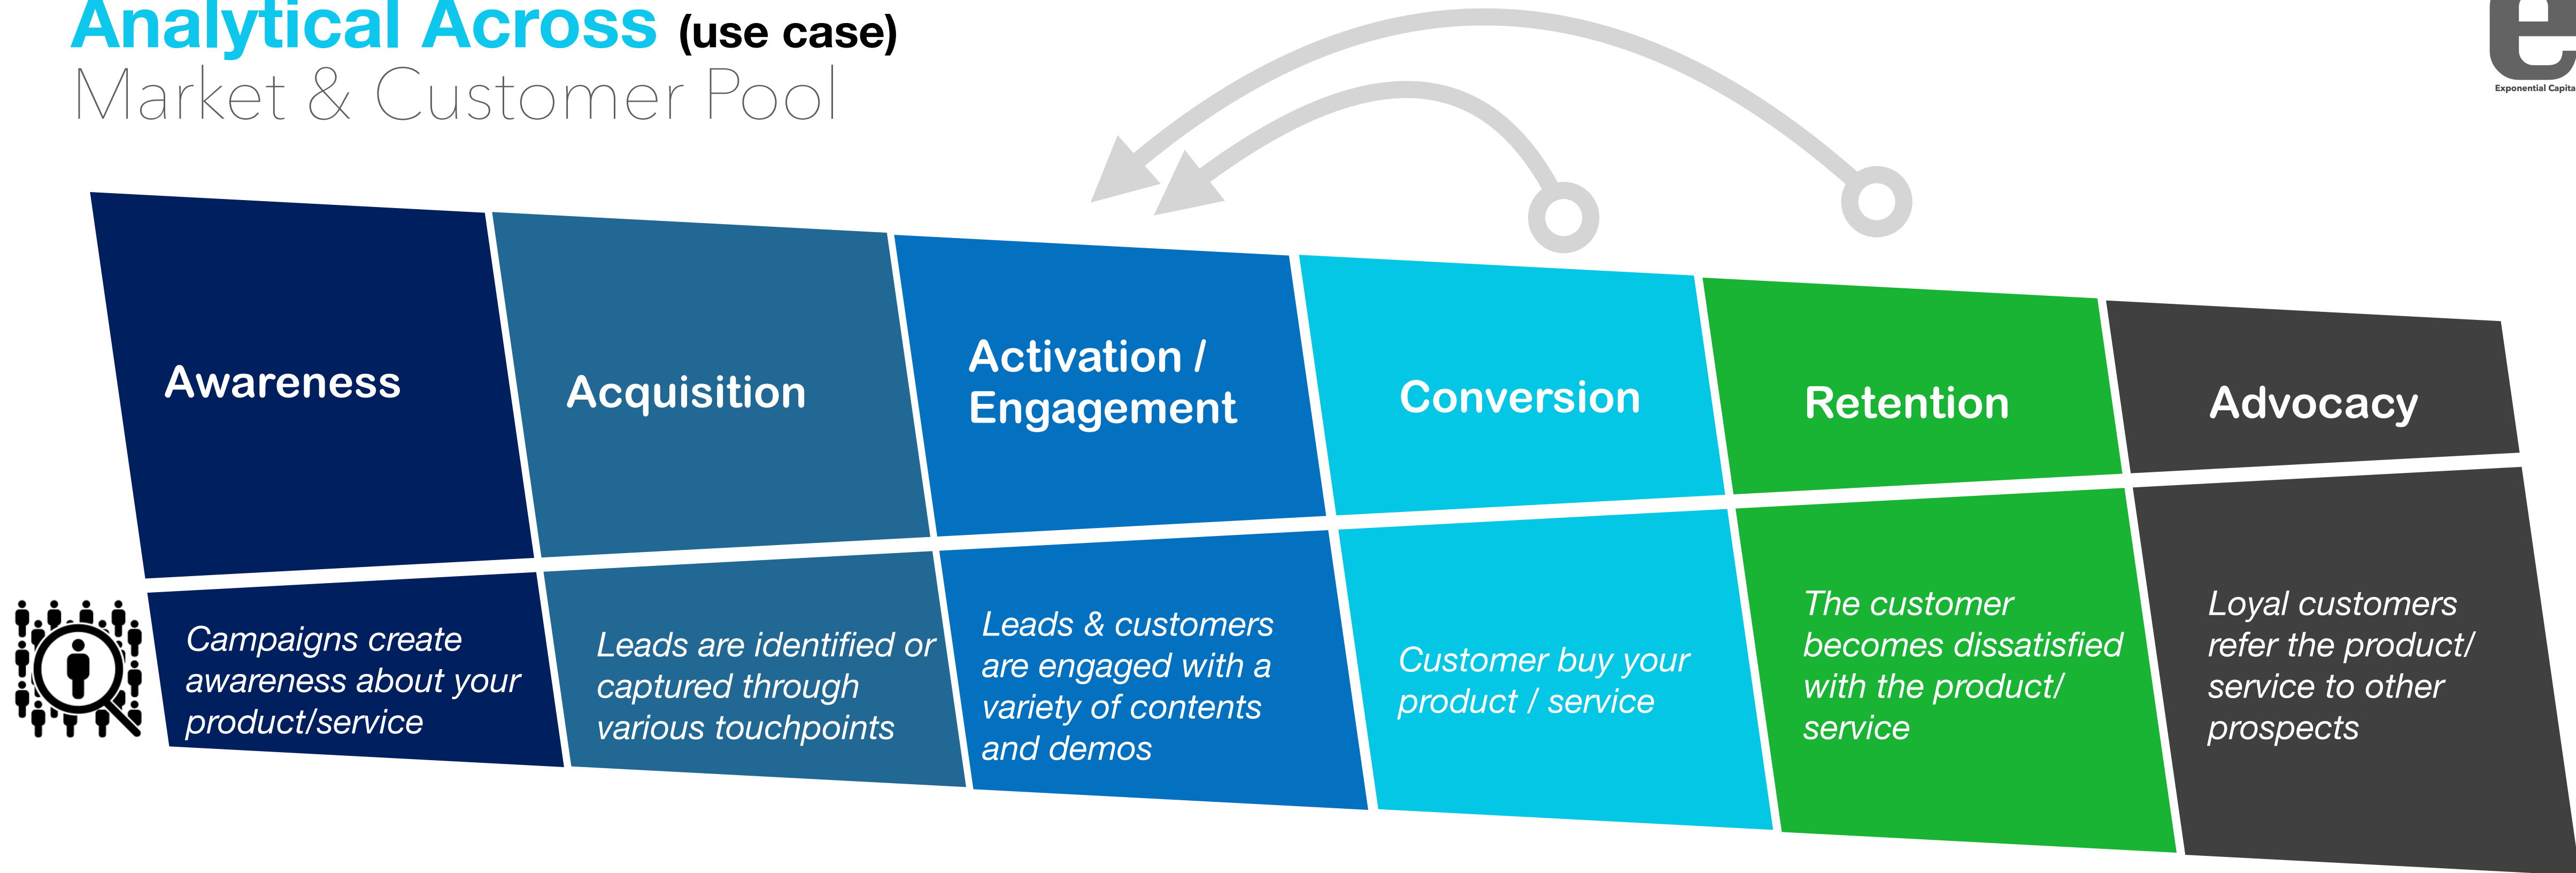 Analytical Across (use case)
Market & Customer Pool
e
Exponential Capita
Awareness
Acquisition
Activation /
Engagement
Conversion
Retention
Advocacy
Campaigns create
awareness about your
product/service
Leads are identified or
captured through
various touchpoints
Leads & customers
are engaged with a
variety of contents
and demos
Customer buy your
product / service
The customer
becomes dissatisfied
with the product/
service
Loyal customers
refer the product/
service to other
prospects